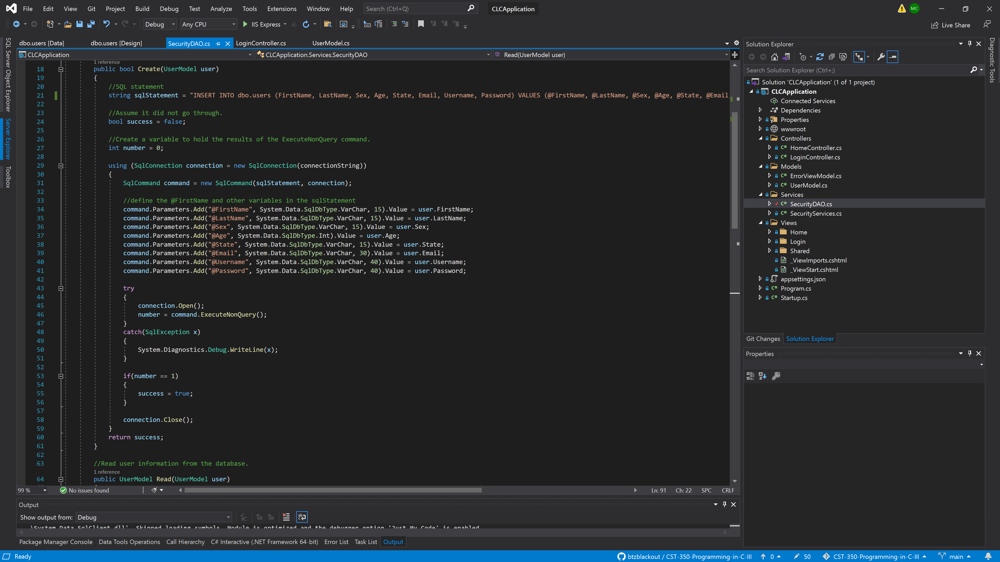 File Edit View Git Project Build Debug Test Analyze Tools Extensions Window Help Search (Ctrl+Q) CLCApplication MC
Debug Any CPU IIS Express Live Share
SQL Server Object Explorer
Server Explorer
Toolbox
dbo.users [Data] dbo.users [Design] SecurityDAO.cs LoginController.cs UserModel.cs
CLCApplication CLCApplication.Services.SecurityDAO Read(UserModel user)
1 reference
18 public bool Create(UserModel user)
19 {
20 //SQL statement
21 string sqlStatement = "INSERT INTO dbo.users (FirstName, LastName, Sex, Age, State, Email, Username, Password) VALUES (@FirstName, @LastName, @Sex, @Age, @State, @Email,
22
23 //Assume it did not go through.
24 bool success = false;
25
26 //Create a variable to hold the results of the ExecuteNonQuery command.
27 int number = 0;
28
29 using (SqlConnection connection = new SqlConnection(connectionString))
30 {
31 SqlCommand command = new SqlCommand(sqlStatement, connection);
32
33 //define the @FirstName and other variables in the sqlStatement
34 command.Parameters.Add("@FirstName", System.Data.SqlDbType.VarChar, 15).Value = user.FirstName;
35 command.Parameters.Add("@LastName", System.Data.SqlDbType.VarChar, 15).Value = user.LastName;
36 command.Parameters.Add("@Sex", System.Data.SqlDbType.VarChar, 15).Value = user.Sex;
37 command.Parameters.Add("@Age", System.Data.SqlDbType.Int).Value = user.Age;
38 command.Parameters.Add("@State", System.Data.SqlDbType.VarChar, 15).Value = user.State;
39 command.Parameters.Add("@Email", System.Data.SqlDbType.VarChar, 30).Value = user.Email;
40 command.Parameters.Add("@Username", System.Data.SqlDbType.VarChar, 40).Value = user.Username;
41 command.Parameters.Add("@Password", System.Data.SqlDbType.VarChar, 40).Value = user.Password;
42
43 try
44 {
45 connection.Open();
46 number = command.ExecuteNonQuery();
47 }
48 catch(SqlException x)
49 {
50 System.Diagnostics.Debug.WriteLine(x);
51 }
52
53 if(number == 1)
54 {
55 success = true;
56 }
57
58 connection.Close();
59 }
60 return success;
61 }
62
63 //Read user information from the database.
1 reference
64 public UserModel Read(UserModel user)
99 % No issues found Ln: 91 Ch: 22 SPC CRLF
Output
Show output from: Debug
\System.Data.SqlClient.dll'. Skipped loading symbols. Module is optimized and the debugger option 'Just My Code' is enabled.
Package Manager Console Data Tools Operations Call Hierarchy C# Interactive (.NET Framework 64-bit) Error List Task List Output
Solution Explorer
Search Solution Explorer (Ctrl+;)
Solution 'CLCApplication' (1 of 1 project)
CLCApplication
Connected Services
Dependencies
Properties
wwwroot
Controllers
C# HomeController.cs
C# LoginController.cs
Models
C# ErrorViewModel.cs
C# UserModel.cs
Services
C# SecurityDAO.cs
C# SecurityServices.cs
Views
Home
Login
Shared
_ViewImports.cshtml
_ViewStart.cshtml
appsettings.json
C# Program.cs
C# Startup.cs
Git Changes Solution Explorer
Properties
Diagnostic Tools
Ready btzblackout / CST-350-Programming-in-C-III 0 50 CST-350-Programming-in-C-III main